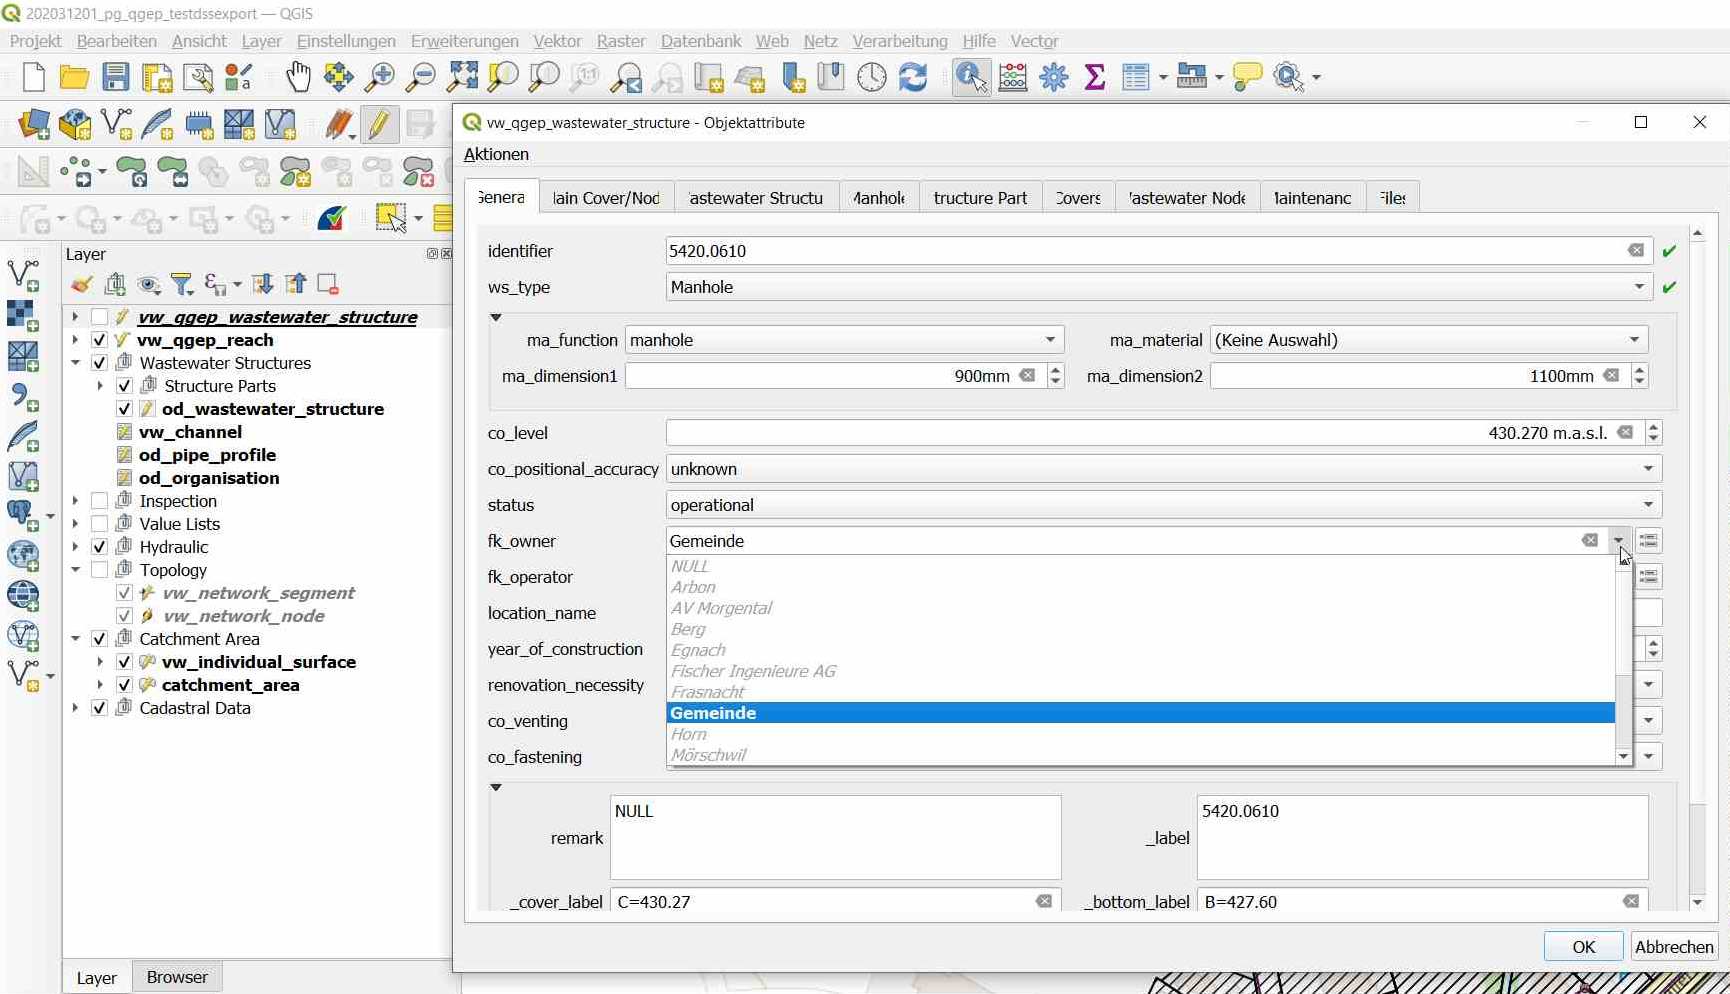 202031201_pg_qgep_testdssexport — QGIS
Projekt Bearbeiten Ansicht Layer Einstellungen Erweiterungen Vektor Raster Datenbank Web Netz Verarbeitung Hilfe Vector
vw_qgep_wastewater_structure - Objektattribute
Aktionen
Genera lain Cover/Nod astewater Structu Manhole tructure Part Covers astewater Node laintenanc Files
identifier 5420.0610
ws_type Manhole
ma_function manhole ma_material (Keine Auswahl)
ma_dimension1 900mm ma_dimension2 1100mm
co_level 430.270 m.a.s.l.
co_positional_accuracy unknown
status operational
fk_owner Gemeinde
fk_operator
location_name
year_of_construction
renovation_necessity
co_venting
co_fastening
NULL
Arbon
AV Morgental
Berg
Egnach
Fischer Ingenieure AG
Frasnacht
Gemeinde
Horn
Mörschwil
remark NULL _label 5420.0610
_cover_label C=430.27 _bottom_label B=427.60
OK Abbrechen
Layer
vw_qgep_wastewater_structure
vw_qgep_reach
Wastewater Structures
Structure Parts
od_wastewater_structure
vw_channel
od_pipe_profile
od_organisation
Inspection
Value Lists
Hydraulic
Topology
vw_network_segment
vw_network_node
Catchment Area
vw_individual_surface
catchment_area
Cadastral Data
Layer Browser